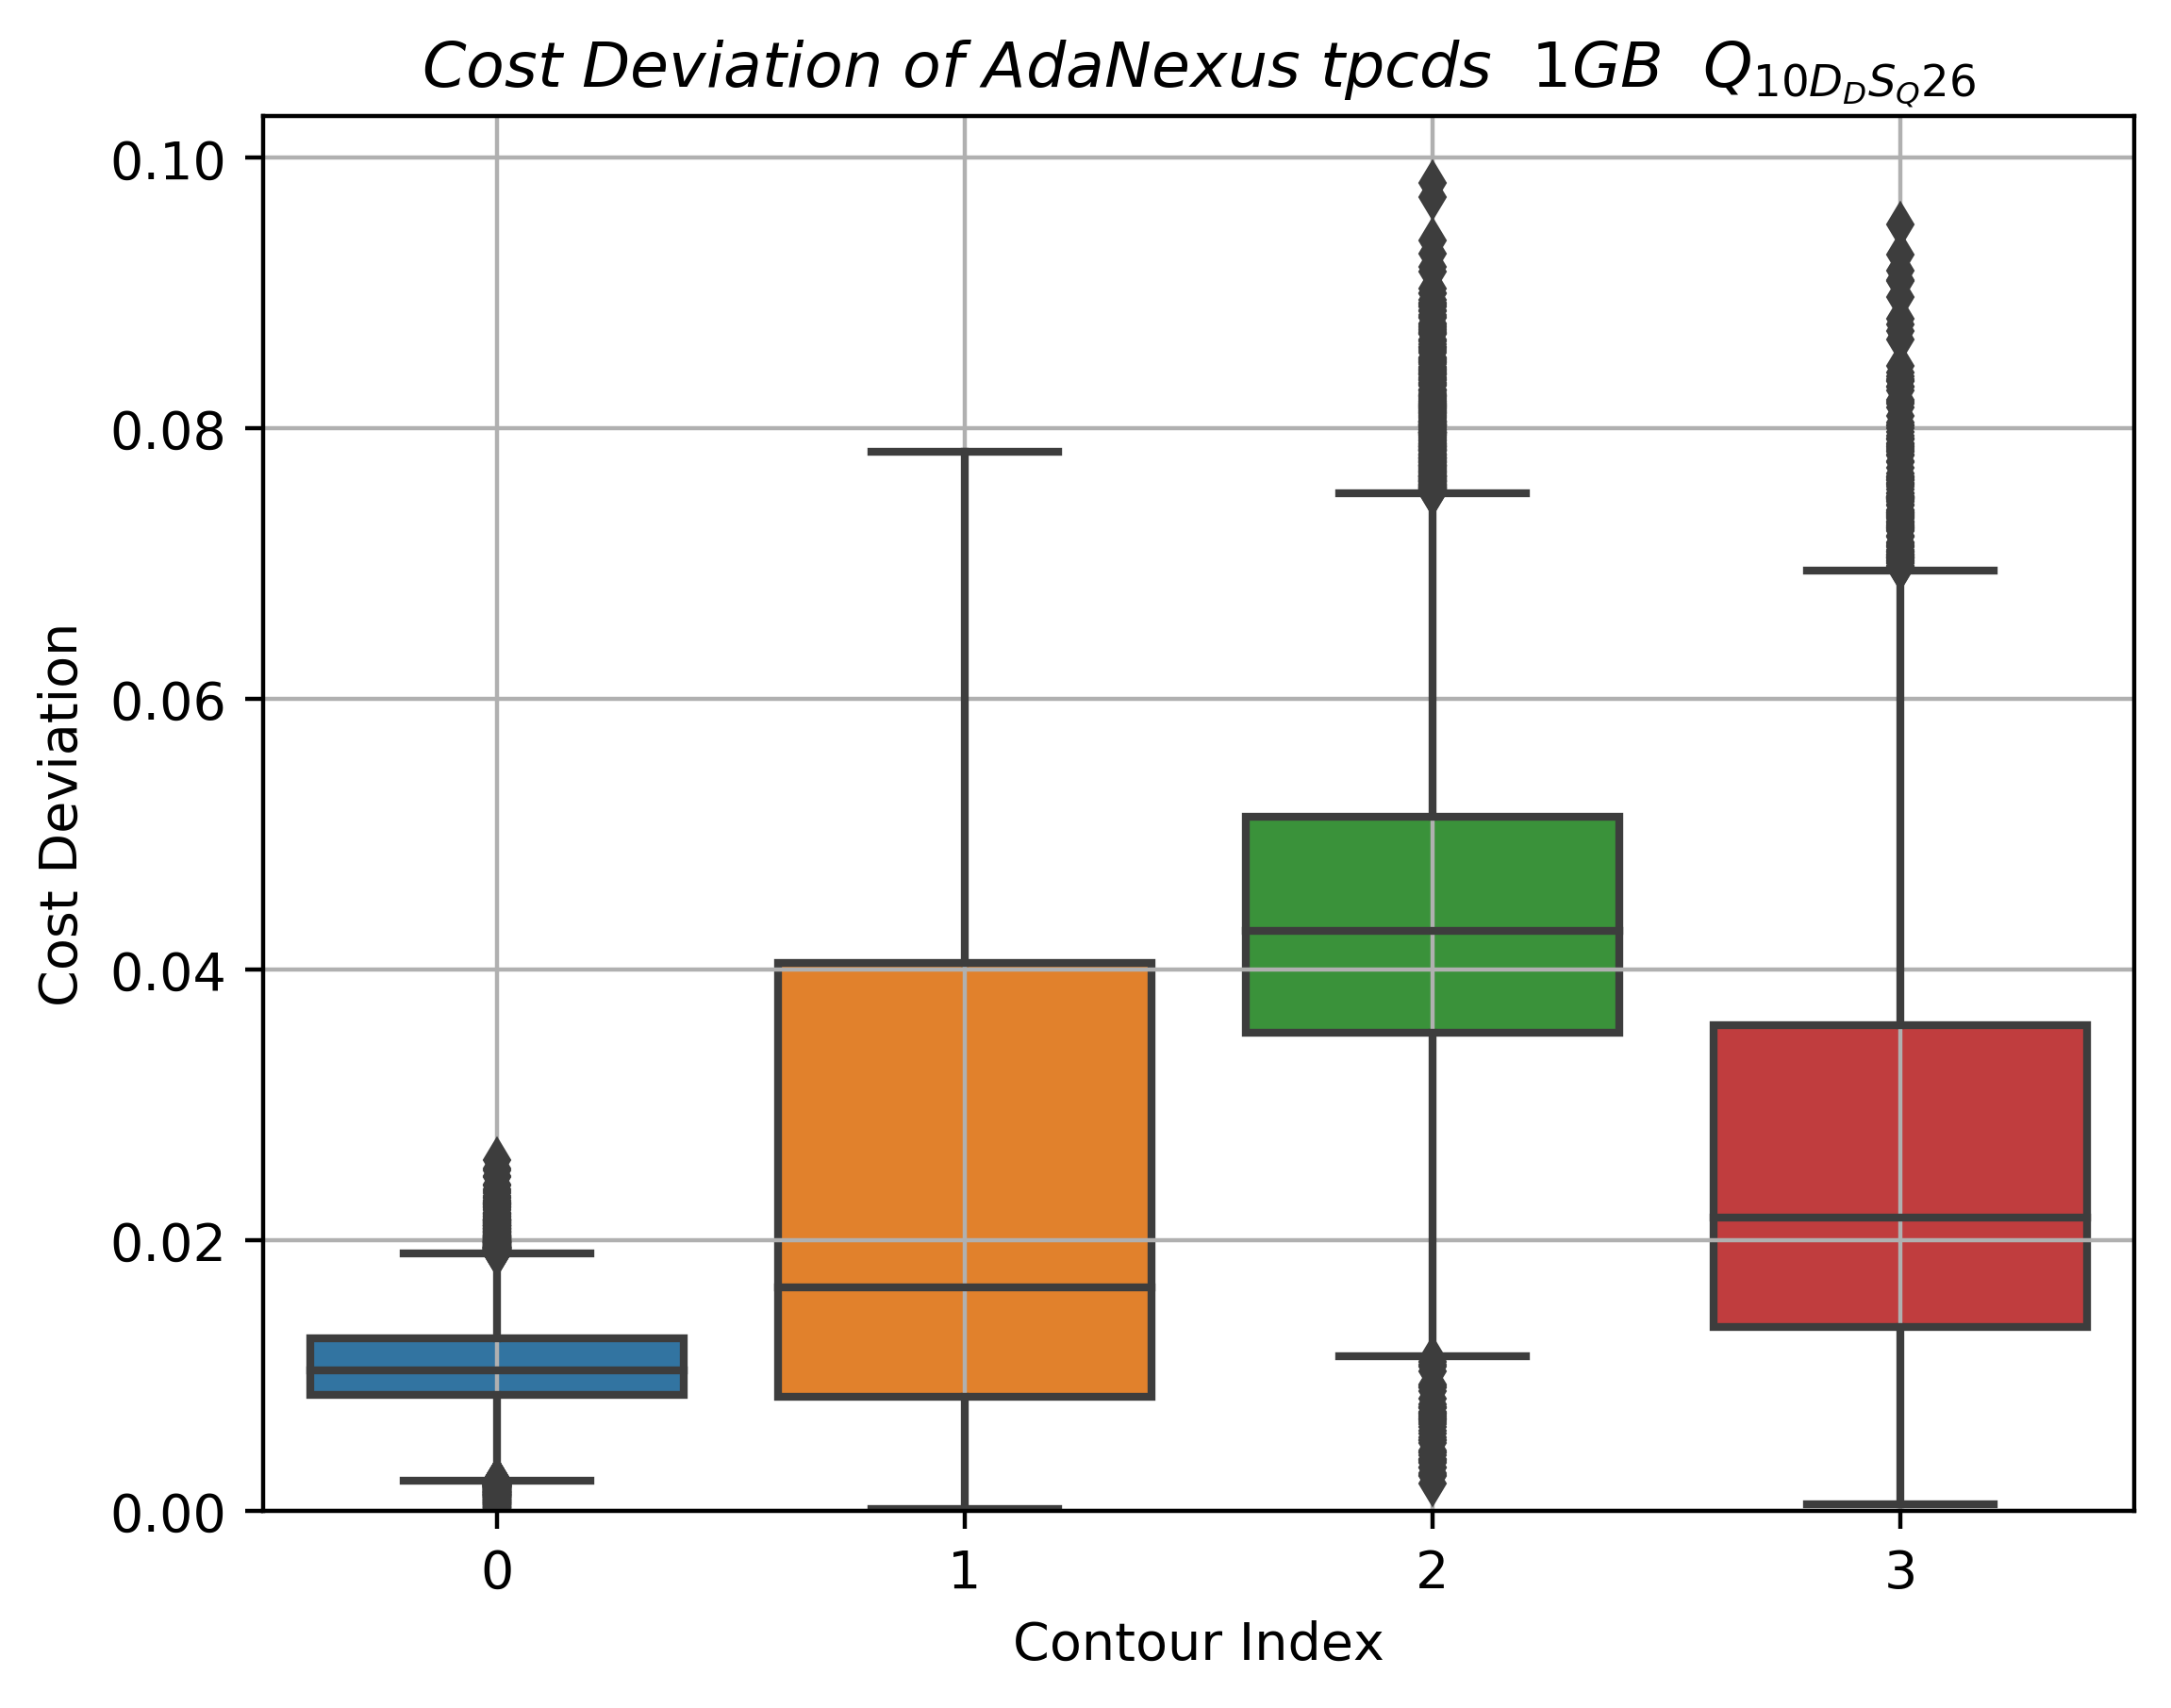 Cost Deviation of AdaNexus tpcds 1GB Q10DDSQ26
0.10
0.08
0.06
0.04
0.02
0.00
Cost Deviation
0 1 2 3
Contour Index